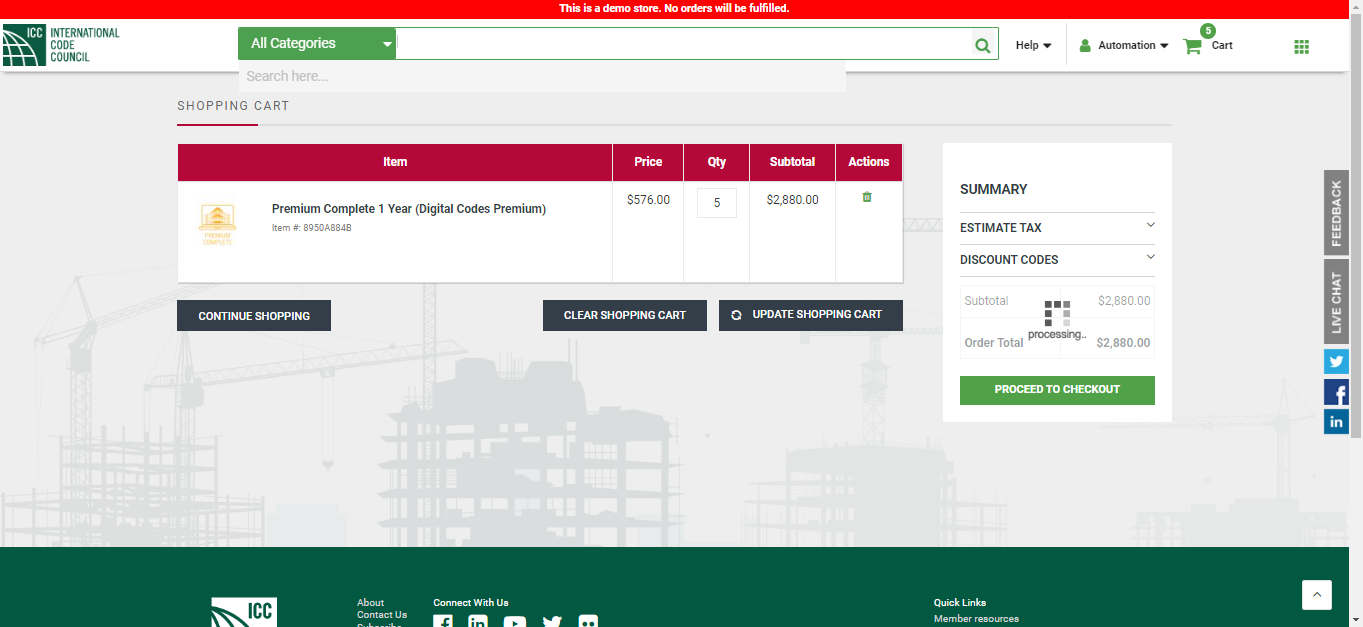 This is a demo store. No orders will be fulfilled.
ICC INTERNATIONAL
CODE
COUNCIL
All Categories
Help
Automation
5
Cart
Search here...
SHOPPING CART
Item
Price
Qty
Subtotal
Actions
PREMIUM
COMPLETE
Premium Complete 1 Year (Digital Codes Premium)
Item #: 8950A884B
$576.00
5
$2,880.00
CONTINUE SHOPPING
CLEAR SHOPPING CART
UPDATE SHOPPING CART
SUMMARY
ESTIMATE TAX
DISCOUNT CODES
Subtotal
$2,880.00
processing..
Order Total
$2,880.00
PROCEED TO CHECKOUT
FEEDBACK
LIVE CHAT
in
ICC
About
Contact Us
Subscribe
Connect With Us
Quick Links
Member resources